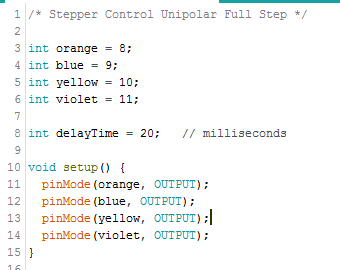 1 /* Stepper Control Unipolar Full Step */
2
3 int orange = 8;
4 int blue = 9;
5 int yellow = 10;
6 int violet = 11;
7
8 int delayTime = 20;   // milliseconds
9
10 void setup() {
11   pinMode(orange, OUTPUT);
12   pinMode(blue, OUTPUT);
13   pinMode(yellow, OUTPUT);
14   pinMode(violet, OUTPUT);
15 }
16